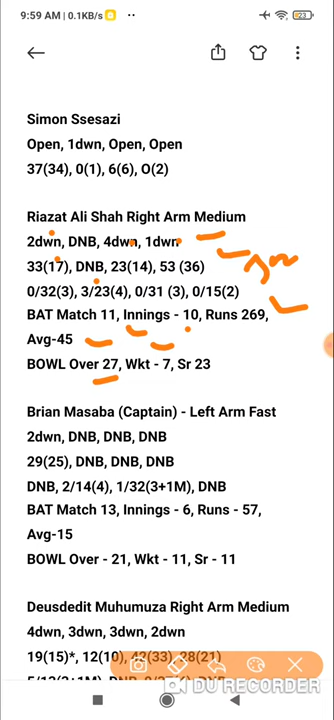 9:59 AM | 0.1KB/s
23
Simon Ssesazi
Open, 1dwn, Open, Open
37(34), 0(1), 6(6), O(2)
Riazat Ali Shah Right Arm Medium
2dwn, DNB, 4dwn, 1dwn
33(17), DNB, 23(14), 53 (36)
0/32(3), 3/23(4), 0/31 (3), 0/15(2)
BAT Match 11, Innings - 10, Runs 269,
Avg-45
BOWL Over 27, Wkt - 7, Sr 23
Brian Masaba (Captain) - Left Arm Fast
2dwn, DNB, DNB, DNB
29(25), DNB, DNB, DNB
DNB, 2/14(4), 1/32(3+1M), DNB
BAT Match 13, Innings - 6, Runs - 57,
Avg-15
BOWL Over - 21, Wkt - 11, Sr - 11
Deusdedit Muhumuza Right Arm Medium
4dwn, 3dwn, 3dwn, 2dwn
19(15)*, 12(10), 42(33), 28(21)
DU RECORDER